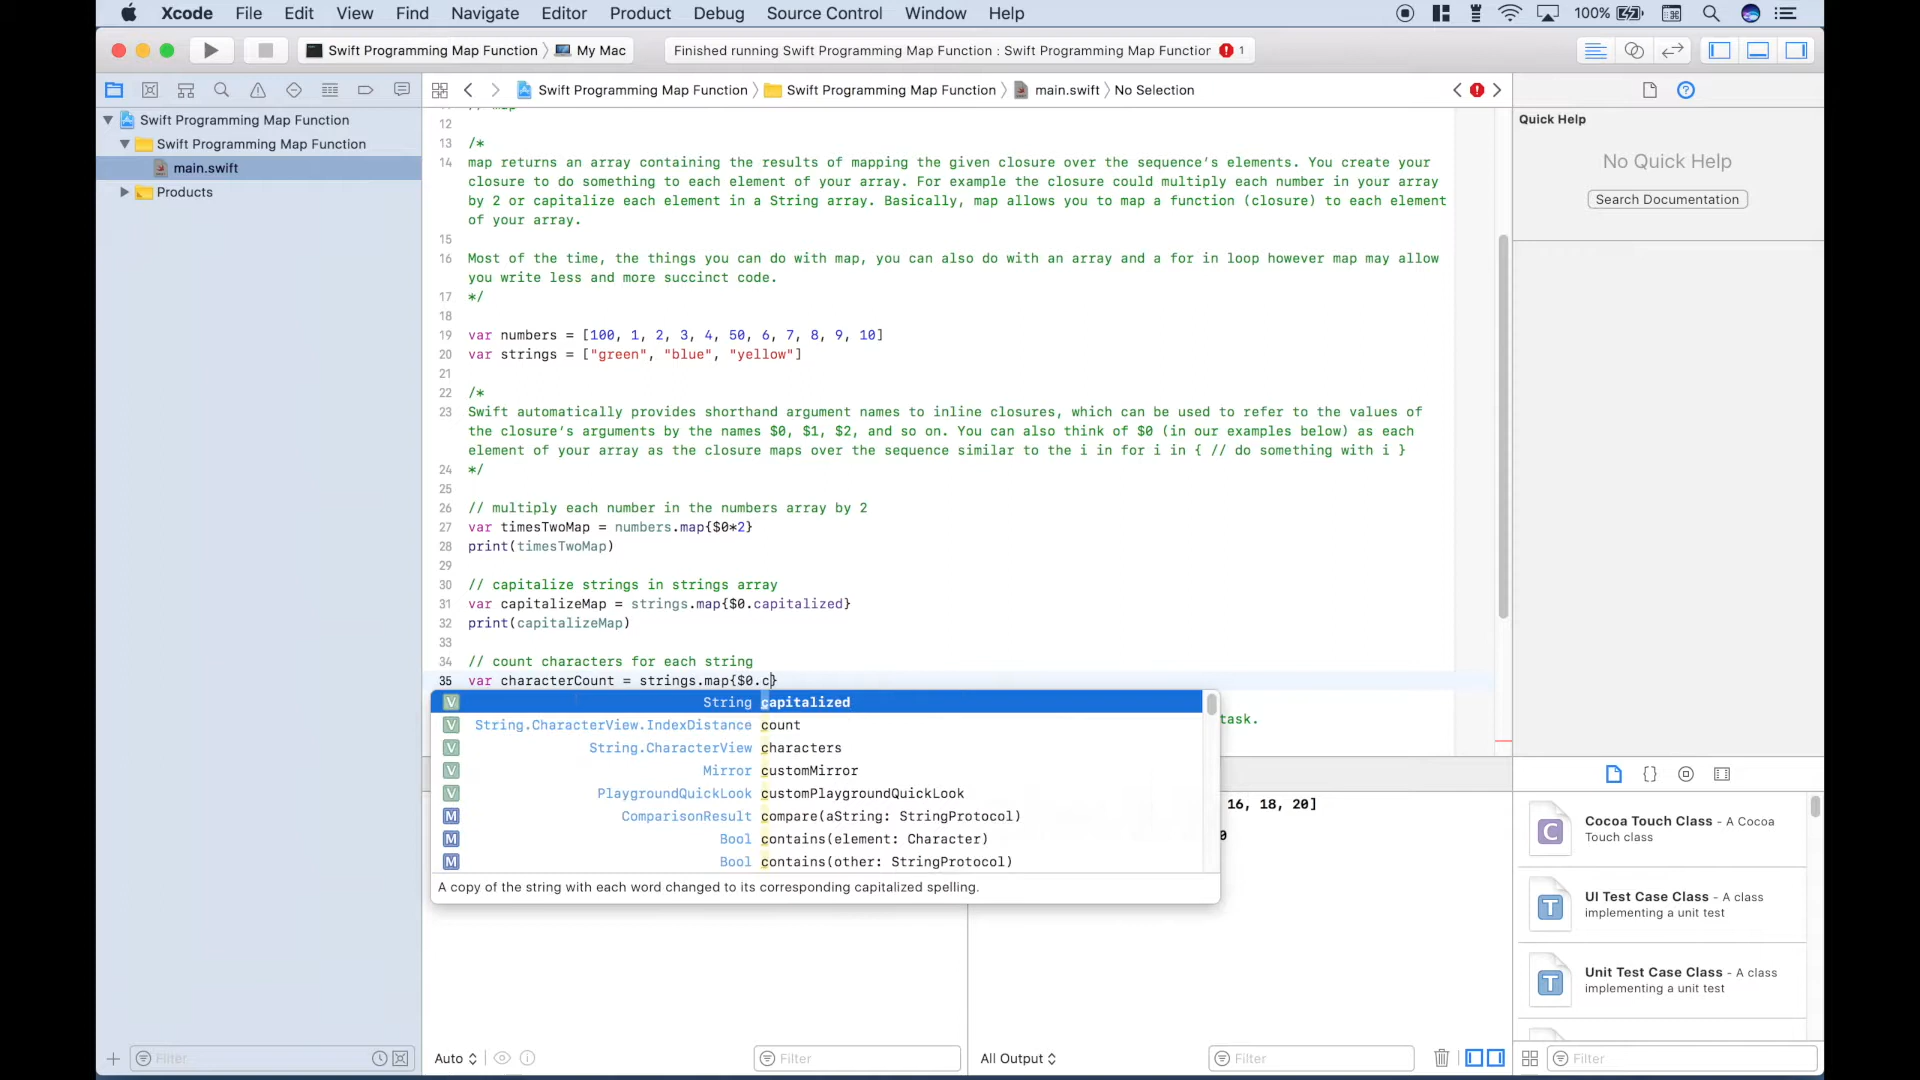 Xcode File Edit View Find Navigate Editor Product Debug Source Control Window Help 100%
Swift Programming Map Function My Mac Finished running Swift Programming Map Function : Swift Programming Map Function 1
Swift Programming Map Function Swift Programming Map Function main.swift No Selection
Swift Programming Map Function
Swift Programming Map Function
main.swift
Products
// map
12
13 /*
14 map returns an array containing the results of mapping the given closure over the sequence's elements. You create your
closure to do something to each element of your array. For example the closure could multiply each number in your array
by 2 or capitalize each element in a String array. Basically, map allows you to map a function (closure) to each element
of your array.
15
16 Most of the time, the things you can do with map, you can also do with an array and a for in loop however map may allow
you write less and more succinct code.
17 */
18
19 var numbers = [100, 1, 2, 3, 4, 50, 6, 7, 8, 9, 10]
20 var strings = ["green", "blue", "yellow"]
21
22 /*
23 Swift automatically provides shorthand argument names to inline closures, which can be used to refer to the values of
the closure's arguments by the names $0, $1, $2, and so on. You can also think of $0 (in our examples below) as each
element of your array as the closure maps over the sequence similar to the i in for i in { // do something with i }
24 */
25
26 // multiply each number in the numbers array by 2
27 var timesTwoMap = numbers.map{$0*2}
28 print(timesTwoMap)
29
30 // capitalize strings in strings array
31 var capitalizeMap = strings.map{$0.capitalized}
32 print(capitalizeMap)
33
34 // count characters for each string
35 var characterCount = strings.map{$0.c}
String capitalized
String.CharacterView.IndexDistance count
String.CharacterView characters
Mirror customMirror
PlaygroundQuickLook customPlaygroundQuickLook
ComparisonResult compare(aString: StringProtocol)
Bool contains(element: Character)
Bool contains(other: StringProtocol)
A copy of the string with each word changed to its corresponding capitalized spelling.
task.
16, 18, 20]
0
Auto Filter
All Output Filter
Filter
Quick Help
No Quick Help
Search Documentation
Cocoa Touch Class - A Cocoa
Touch class
UI Test Case Class - A class
implementing a unit test
Unit Test Case Class - A class
implementing a unit test
Filter